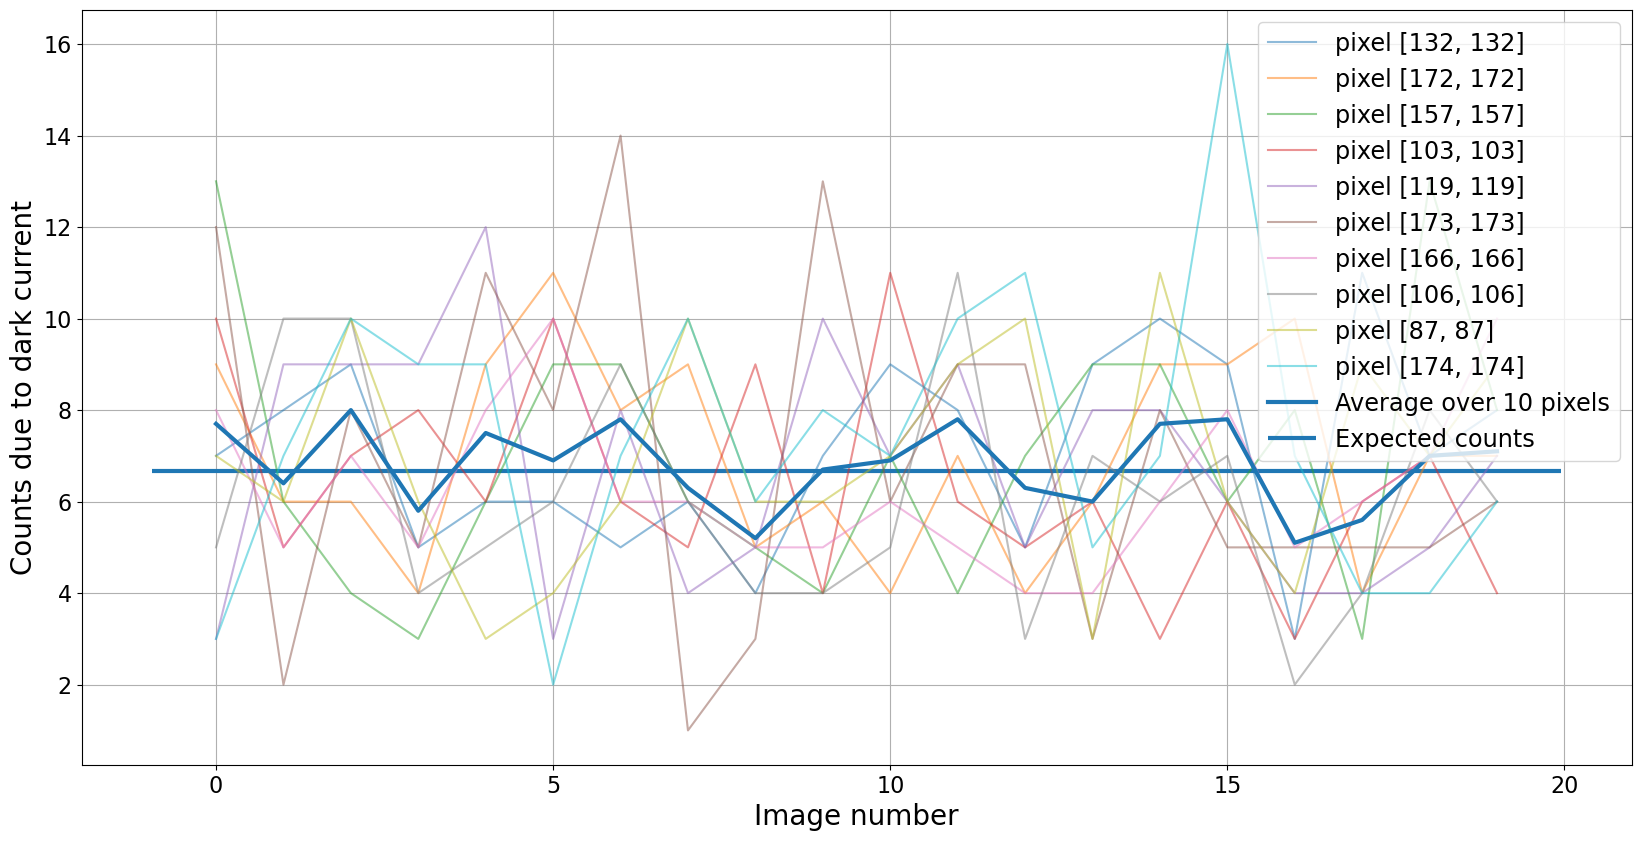 16
14
12
10
8
6
4
2
Counts due to dark current
0
5
10
15
20
Image number
pixel [132, 132]
pixel [172, 172]
pixel [157, 157]
pixel [103, 103]
pixel [119, 119]
pixel [173, 173]
pixel [166, 166]
pixel [106, 106]
pixel [87, 87]
pixel [174, 174]
Average over 10 pixels
Expected counts